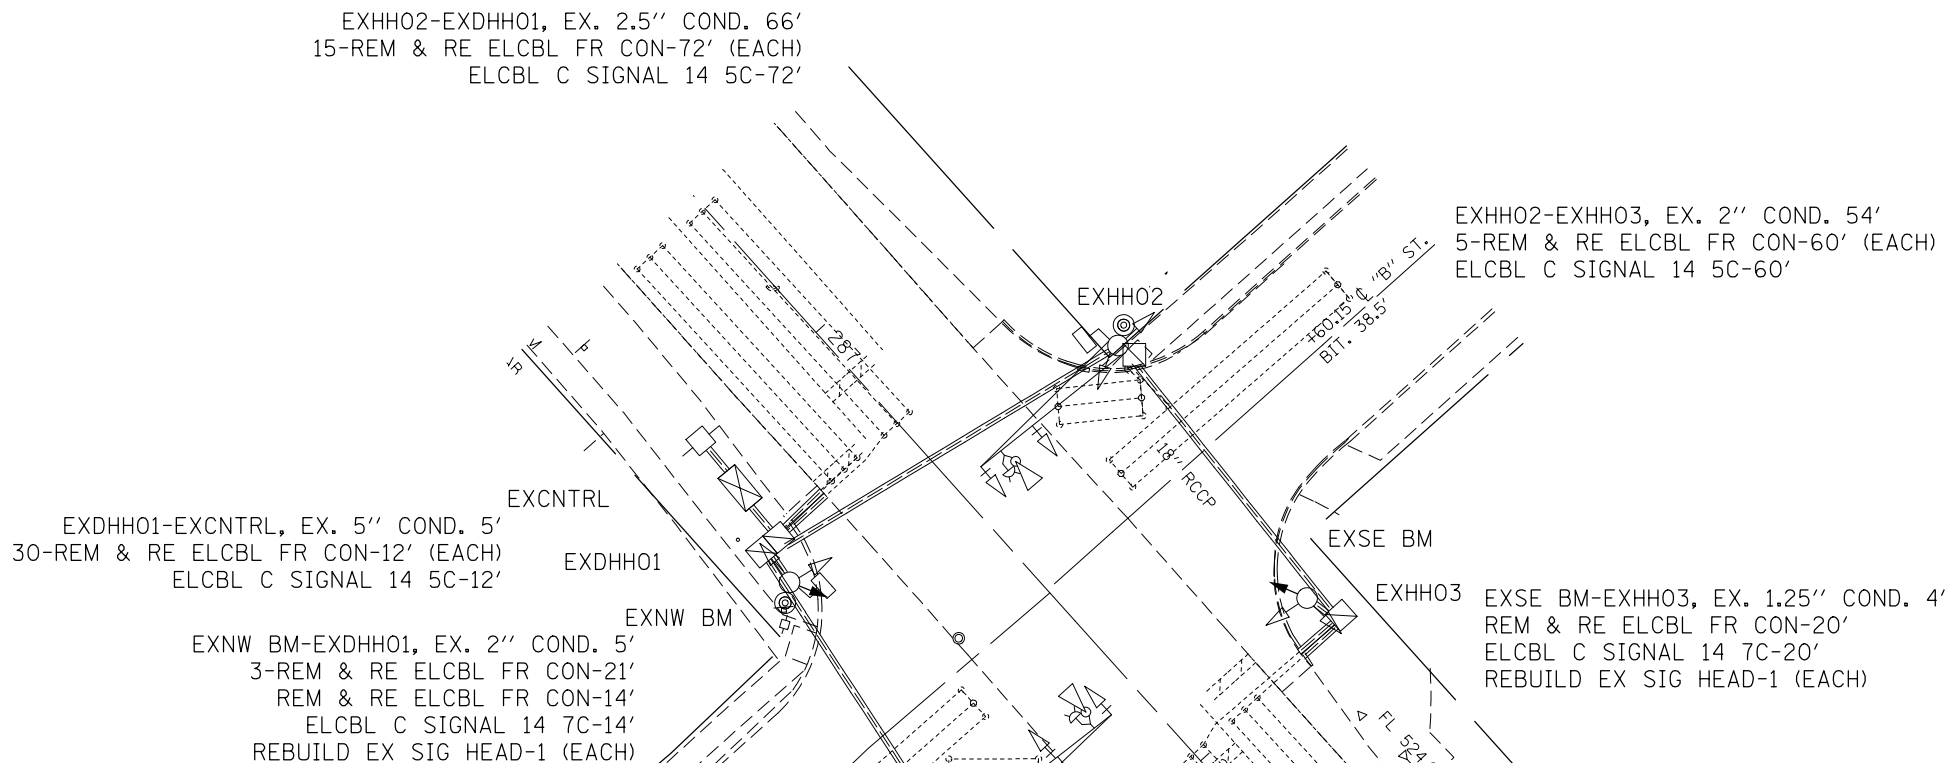 EXHH02-EXDHH01, EX. 2.5'' COND. 66'
15-REM & RE ELCBL FR CON-72' (EACH)
ELCBL C SIGNAL 14 5C-72'
EXHH02-EXHH03, EX. 2'' COND. 54'
5-REM & RE ELCBL FR CON-60' (EACH)
ELCBL C SIGNAL 14 5C-60'
EXHH02
+60.15' ℄ "B" ST.
BIT. 38.5'
28.7'
18" RCCP
EXCNTRL
EXDHH01-EXCNTRL, EX. 5'' COND. 5'
30-REM & RE ELCBL FR CON-12' (EACH)
ELCBL C SIGNAL 14 5C-12'
EXDHH01
EXNW BM
EXNW BM-EXDHH01, EX. 2'' COND. 5'
3-REM & RE ELCBL FR CON-21'
REM & RE ELCBL FR CON-14'
ELCBL C SIGNAL 14 7C-14'
REBUILD EX SIG HEAD-1 (EACH)
EXSE BM
EXHH03
EXSE BM-EXHH03, EX. 1.25'' COND. 4'
REM & RE ELCBL FR CON-20'
ELCBL C SIGNAL 14 7C-20'
REBUILD EX SIG HEAD-1 (EACH)
FL 524